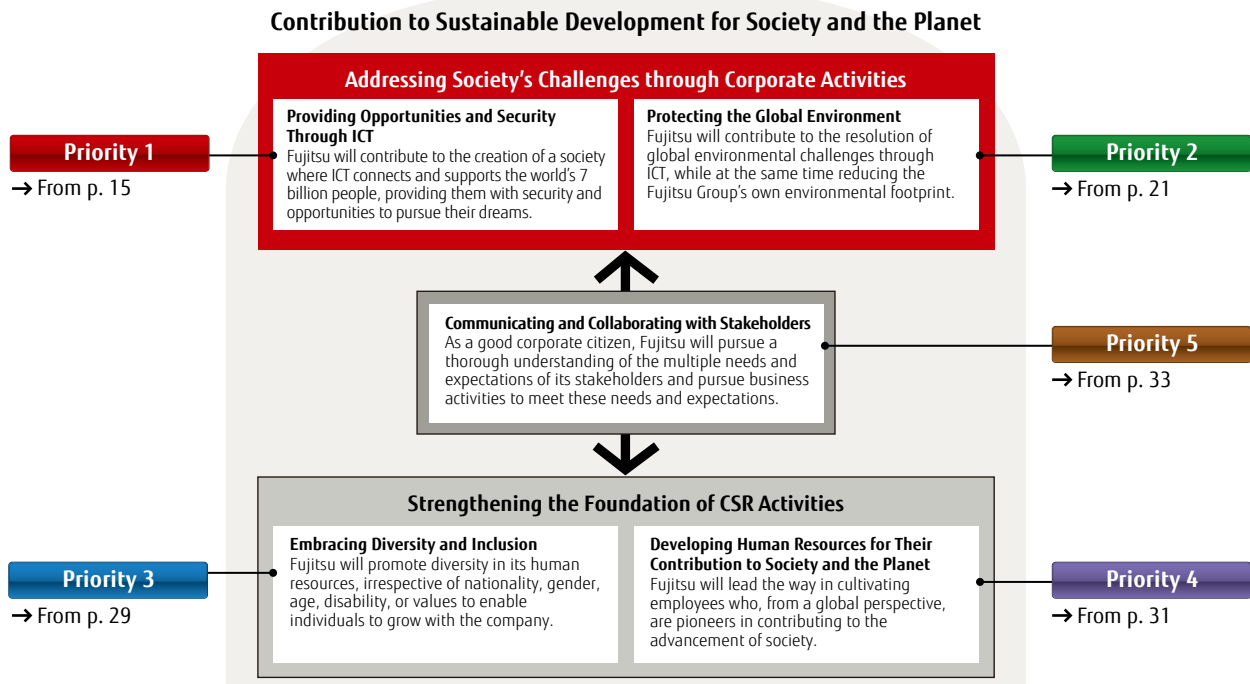 Contribution to Sustainable Development for Society and the Planet
Addressing Society's Challenges through Corporate Activities
Priority 1
→ From p. 15
Providing Opportunities and Security
Through ICT
Fujitsu will contribute to the creation of a society
where ICT connects and supports the world's 7
billion people, providing them with security and
opportunities to pursue their dreams.
Protecting the Global Environment
Fujitsu will contribute to the resolution of
global environmental challenges through
ICT, while at the same time reducing the
Fujitsu Group's own environmental footprint.
Priority 2
→ From p. 21
Communicating and Collaborating with Stakeholders
As a good corporate citizen, Fujitsu will pursue a
thorough understanding of the multiple needs and
expectations of its stakeholders and pursue business
activities to meet these needs and expectations.
Priority 5
→ From p. 33
Strengthening the Foundation of CSR Activities
Priority 3
→ From p. 29
Embracing Diversity and Inclusion
Fujitsu will promote diversity in its human
resources, irrespective of nationality, gender,
age, disability, or values to enable
individuals to grow with the company.
Developing Human Resources for Their
Contribution to Society and the Planet
Fujitsu will lead the way in cultivating
employees who, from a global perspective,
are pioneers in contributing to the
advancement of society.
Priority 4
→ From p. 31